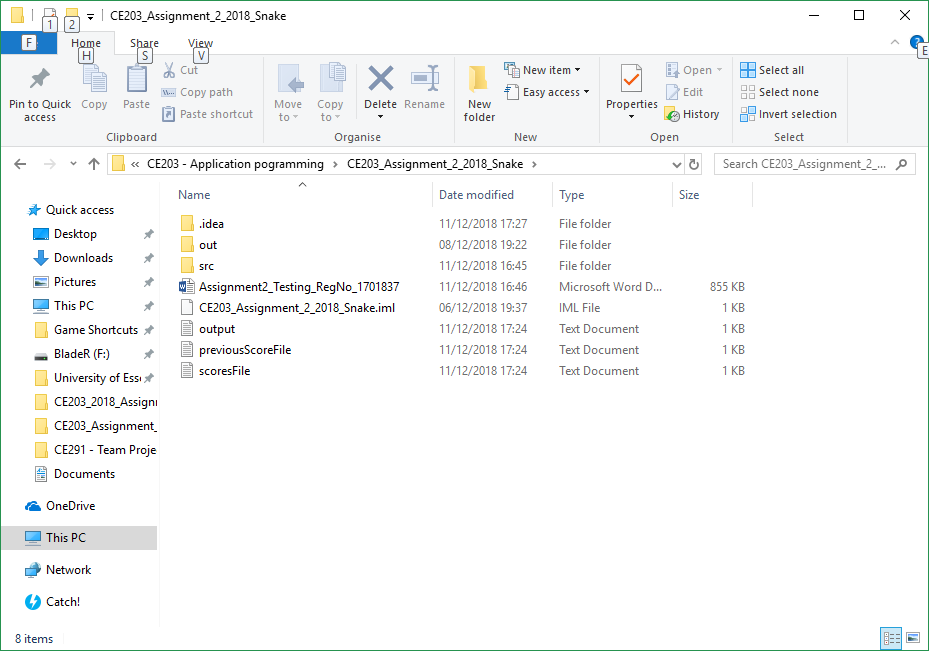 CE203_Assignment_2_2018_Snake
1 2
F Home Share View
H S V E
Pin to Quick access Copy Paste Cut Copy path Paste shortcut
Clipboard
Move to Copy to Delete Rename
Organise
New folder New item Easy access
New
Properties Open Edit History
Open
Select all Select none Invert selection
Select
« CE203 - Application pogramming > CE203_Assignment_2_2018_Snake >
Search CE203_Assignment_2_...
Name Date modified Type Size
Quick access
Desktop
Downloads
Pictures
This PC
Game Shortcuts
BladeR (F:)
University of Ess
CE203_2018_Assignr
CE203_Assignment_
CE291 - Team Proje
Documents
OneDrive
This PC
Network
Catch!
.idea 11/12/2018 17:27 File folder
out 08/12/2018 19:22 File folder
src 11/12/2018 16:45 File folder
Assignment2_Testing_RegNo_1701837 11/12/2018 16:46 Microsoft Word D... 855 KB
CE203_Assignment_2_2018_Snake.iml 06/12/2018 19:37 IML File 1 KB
output 11/12/2018 17:24 Text Document 1 KB
previousScoreFile 11/12/2018 17:24 Text Document 1 KB
scoresFile 11/12/2018 17:24 Text Document 1 KB
8 items